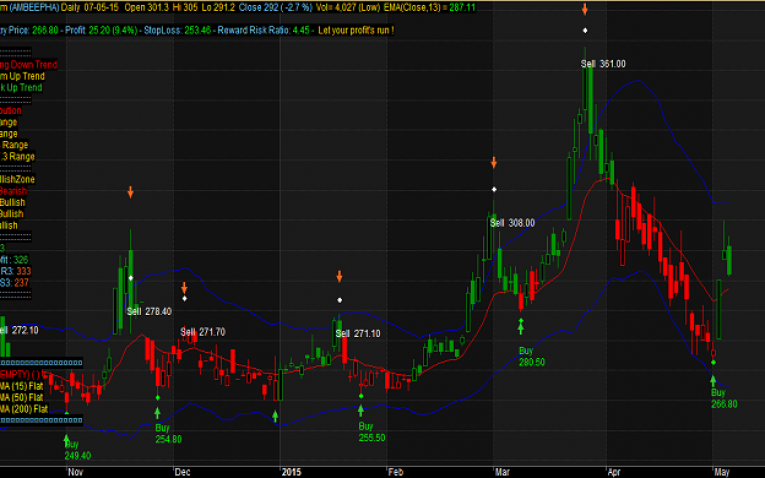 m (AMBEEPHA) Daily 07-05-15 Open 301.3 Hi 305 Lo 291.2 Close 292 ( -2.7 %) Vol= 4,027 (Low) EMA(Close,13) = 287.11
ry Price: 266.80 - Profit: 25.20 (9.4%) - StopLoss: 253.46 - Reward Risk Ratio: 4.45 - Let your profit's run !
ng Down Trend
m Up Trend
k Up Trend
bution
ange
ange
Range
.3 Range
llishZone
Bearish
Bullish
Bullish
llish
3
fit : 326
R3: 333
S3: 237
EMPTY} ( )
MA (15) Flat
MA (50) Flat
MA (200) Flat
Sell 361.00
Sell 308.00
Sell 278.40
ell 272.10
Sell 271.70
Sell 271.10
Buy
280.50
Buy
266.80
Buy
254.80
Buy
255.50
Buy
249.40
Nov Dec 2015 Feb Mar Apr May